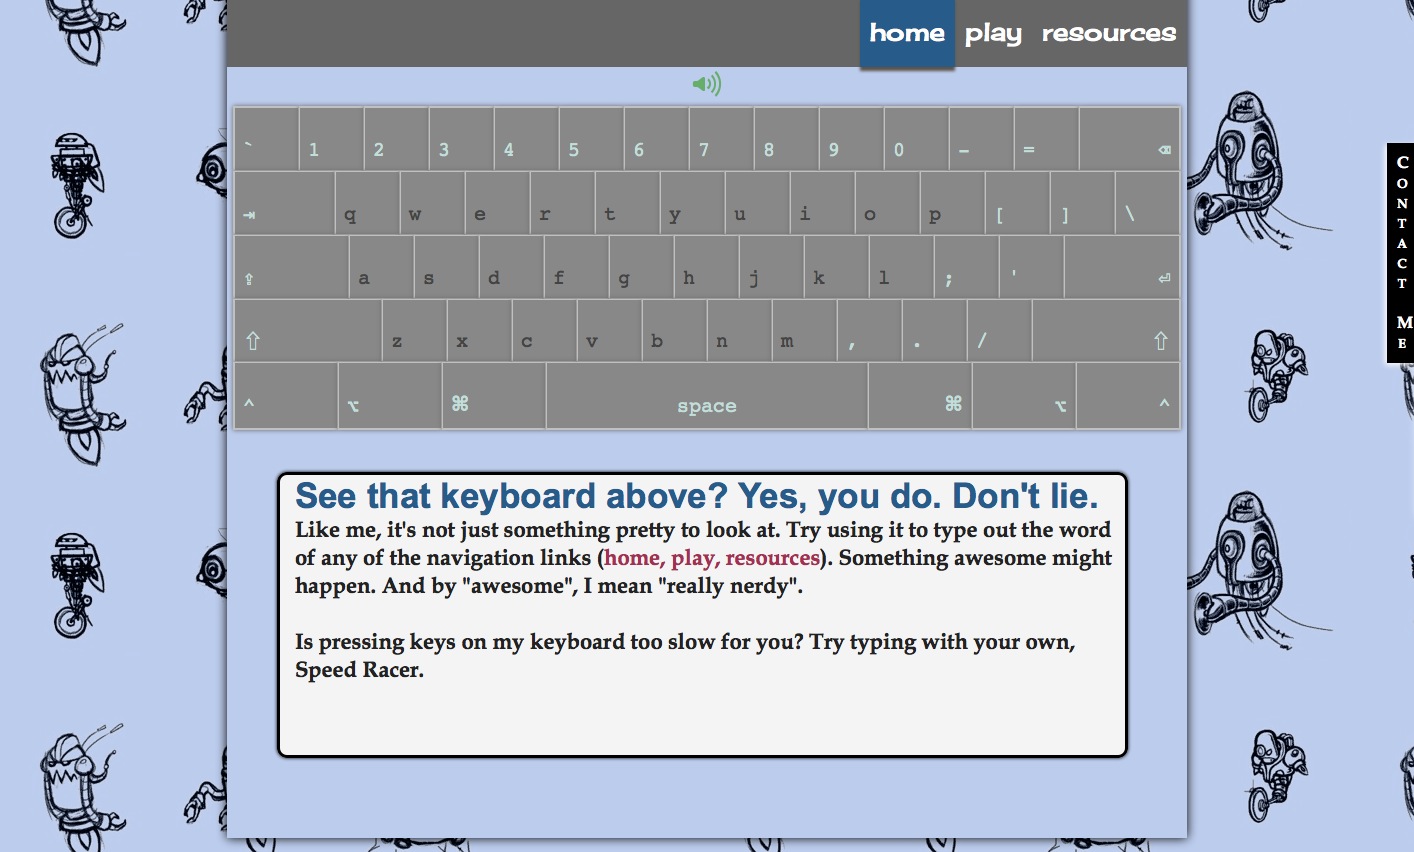 home play resources
` 1 2 3 4 5 6 7 8 9 0 - = ⌫
⇥ q w e r t y u i o p [ ] \
⇪ a s d f g h j k l ; ' ⏎
⇧ z x c v b n m , . / ⇧
^ ⌥ ⌘ space ⌘ ⌥ ^
See that keyboard above? Yes, you do. Don't lie.
Like me, it's not just something pretty to look at. Try using it to type out the word
of any of the navigation links (home, play, resources). Something awesome might
happen. And by "awesome", I mean "really nerdy".
Is pressing keys on my keyboard too slow for you? Try typing with your own,
Speed Racer.
CONTACT ME